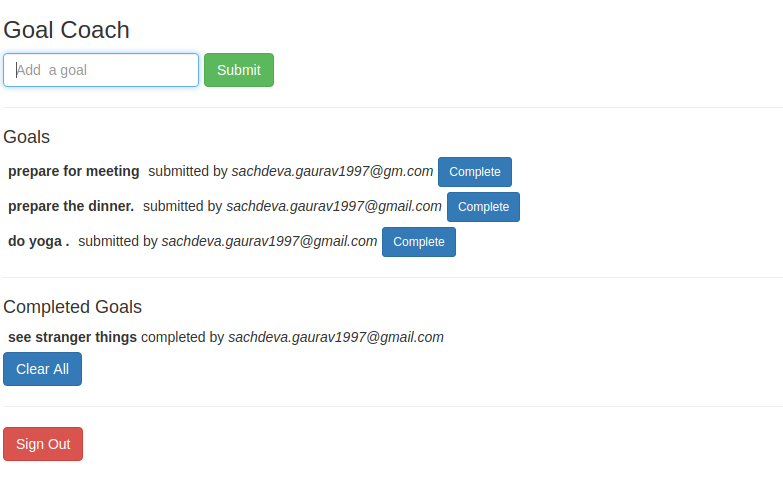 Goal Coach
Add a goal Submit
Goals
prepare for meeting submitted by sachdeva.gaurav1997@gm.com Complete
prepare the dinner. submitted by sachdeva.gaurav1997@gmail.com Complete
do yoga . submitted by sachdeva.gaurav1997@gmail.com Complete
Completed Goals
see stranger things completed by sachdeva.gaurav1997@gmail.com
Clear All
Sign Out